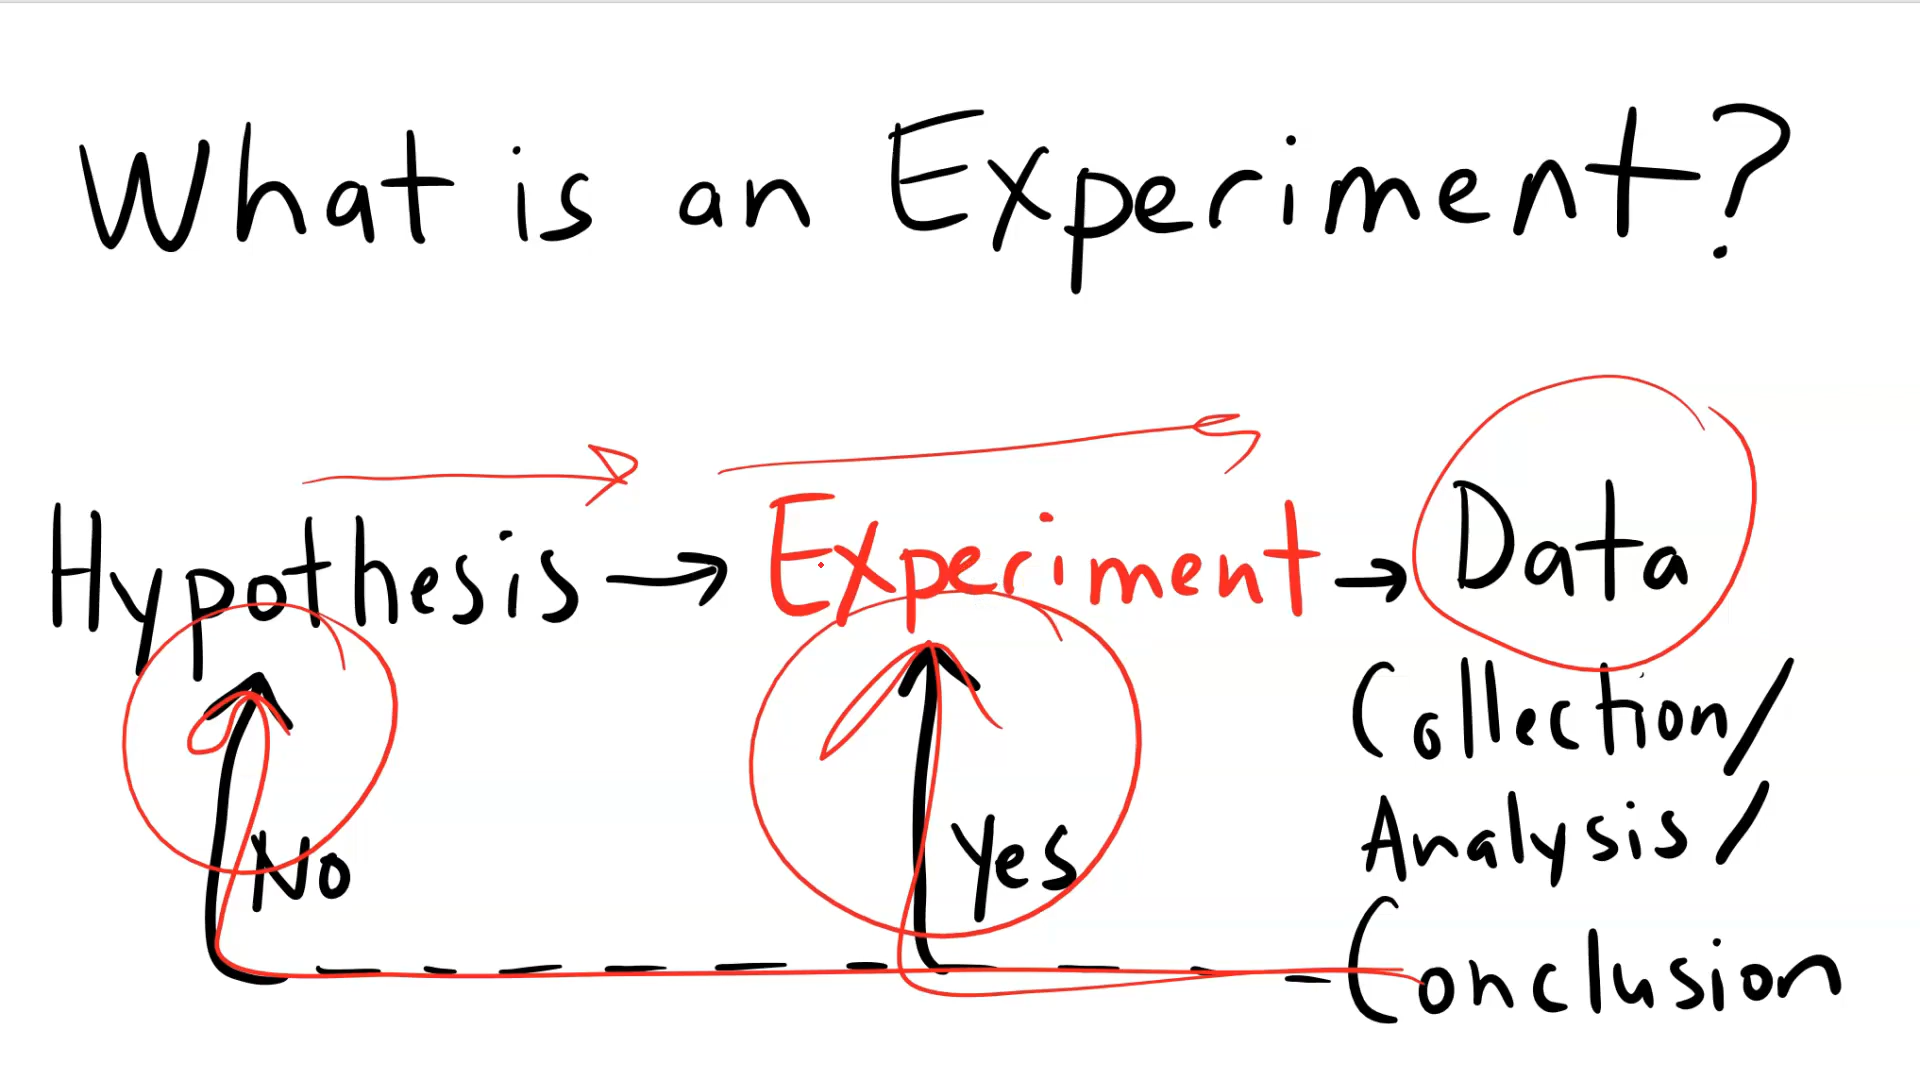 What is an Experiment?
Hypothesis → Experiment → Data
Collection/
No Yes Analysis/
Conclusion